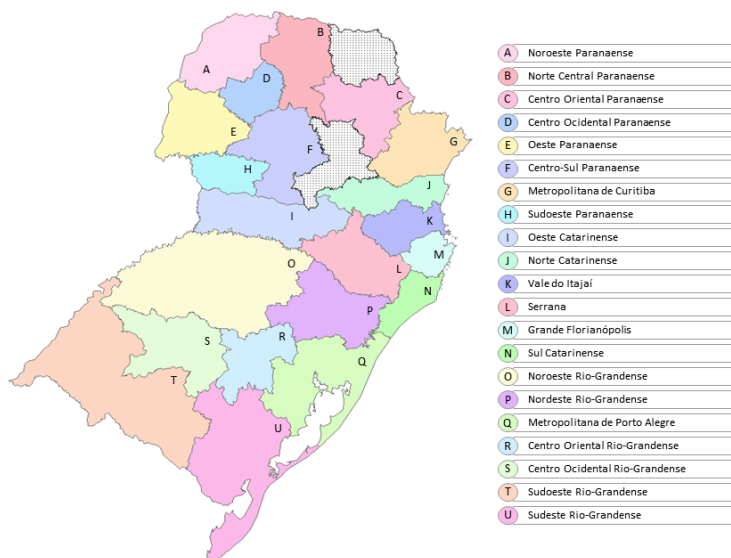 B
A
D
C
E
F
G
H
J
I
K
M
O
L
N
P
R
S
Q
T
U
A Noroeste Paranaense
B Norte Central Paranaense
C Centro Oriental Paranaense
D Centro Ocidental Paranaense
E Oeste Paranaense
F Centro-Sul Paranaense
G Metropolitana de Curitiba
H Sudoeste Paranaense
I Oeste Catarinense
J Norte Catarinense
K Vale do Itajaí
L Serrana
M Grande Florianópolis
N Sul Catarinense
O Noroeste Rio-Grandense
P Nordeste Rio-Grandense
Q Metropolitana de Porto Alegre
R Centro Oriental Rio-Grandense
S Centro Ocidental Rio-Grandense
T Sudoeste Rio-Grandense
U Sudeste Rio-Grandense